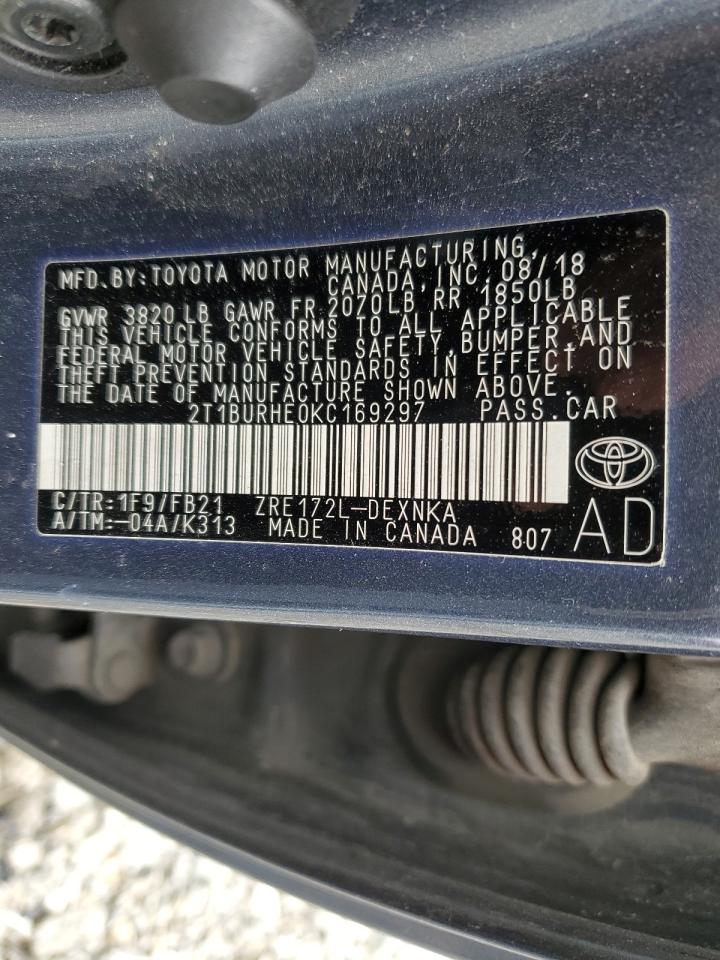 MFD. BY: TOYOTA MOTOR MANUFACTURING,
CANADA, INC. 08/18
GVWR 3820 LB GAWR FR 2070LB, RR 1850LB
THIS VEHICLE CONFORMS TO ALL APPLICABLE
FEDERAL MOTOR VEHICLE SAFETY, BUMPER, AND
THEFT PREVENTION STANDARDS IN EFFECT ON
THE DATE OF MANUFACTURE SHOWN ABOVE.
2T1BURHE0KC169297 PASS. CAR
C/TR: 1F9/FB21 ZRE172L-DEXNKA
A/TM: -04A/K313 MADE IN CANADA 807 AD